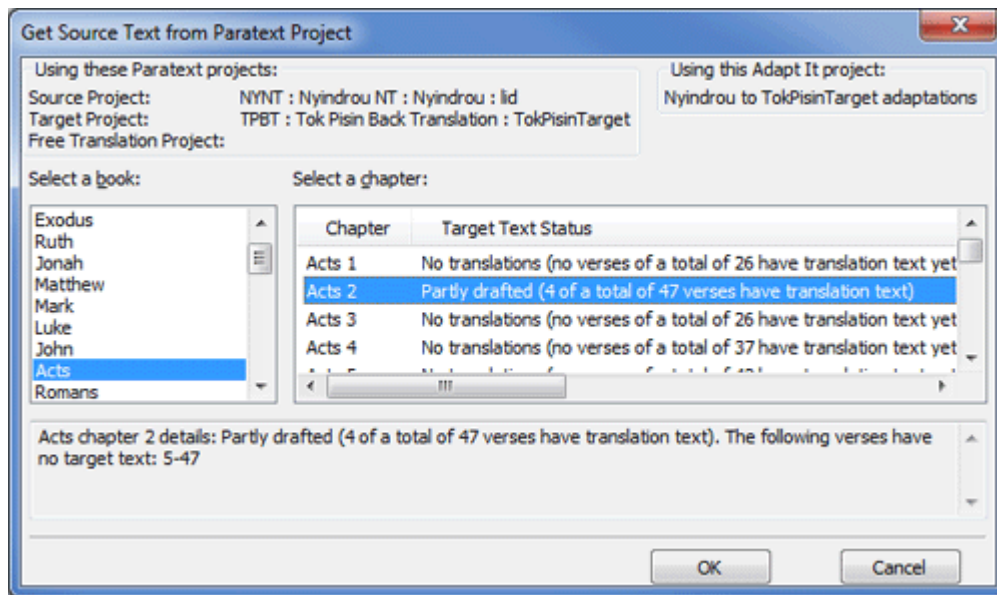 Get Source Text from Paratext Project
Using these Paratext projects:
Source Project: NYNT : Nyindrou NT : Nyindrou : lid
Target Project: TPBT : Tok Pisin Back Translation : TokPisinTarget
Free Translation Project:
Using this Adapt It project:
Nyindrou to TokPisinTarget adaptations
Select a book:
Exodus
Ruth
Jonah
Matthew
Mark
Luke
John
Acts
Romans
Select a chapter:
Chapter Target Text Status
Acts 1 No translations (no verses of a total of 26 have translation text yet
Acts 2 Partly drafted (4 of a total of 47 verses have translation text)
Acts 3 No translations (no verses of a total of 26 have translation text yet
Acts 4 No translations (no verses of a total of 37 have translation text yet
Acts chapter 2 details: Partly drafted (4 of a total of 47 verses have translation text). The following verses have
no target text: 5-47
OK Cancel